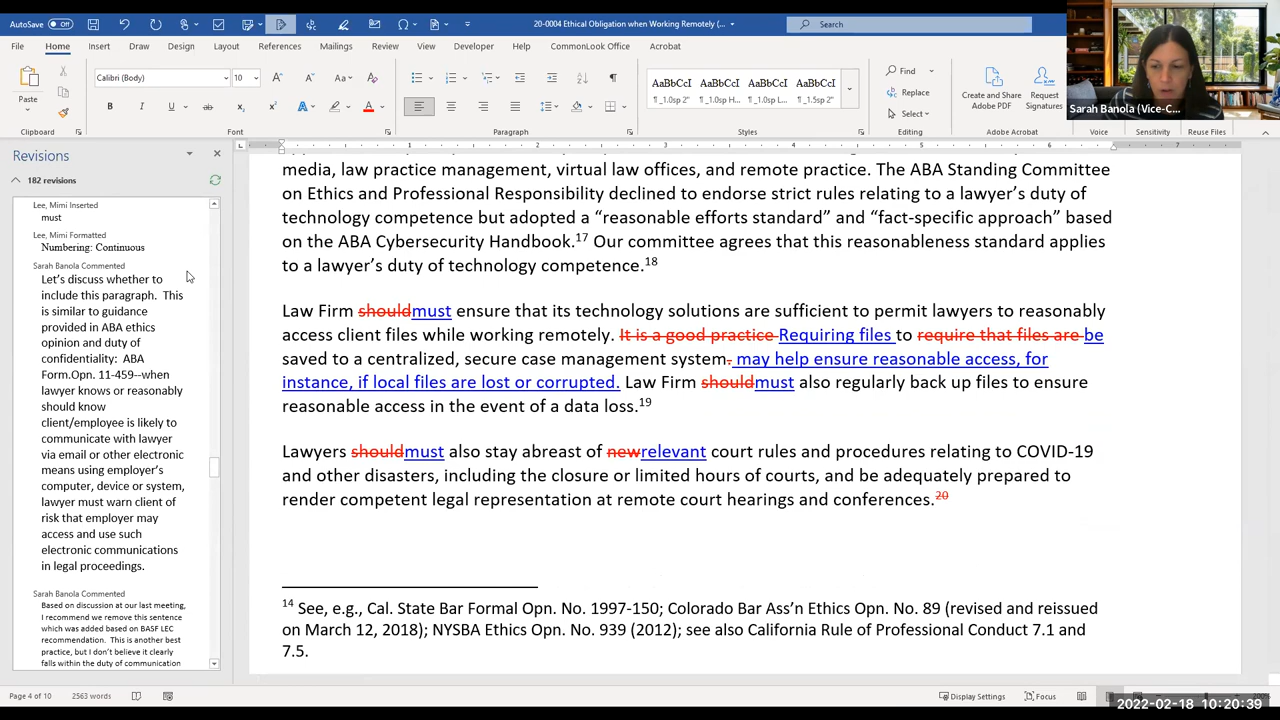 AutoSave Off
20-0004 Ethical Obligation when Working Remotely (...
Search
File Home Insert Draw Design Layout References Mailings Review View Developer Help CommonLook Office Acrobat
Paste
Calibri (Body) 10
B I U ab x A A
AaBbCcI AaBbCcI AaBbCcI AaBbCcI
¶ _1.0sp 2" ¶ _1.0sp H... ¶ _1.0sp L... ¶ _1.5sp 2"
Find
Replace
Select
Create and Share Adobe PDF
Request Signatures
Clipboard Font Paragraph Styles Editing Adobe Acrobat Voice Sensitivity Reuse Files
Sarah Banola (Vice-C...
Revisions
182 revisions
Lee, Mimi Inserted
must
Lee, Mimi Formatted
Numbering: Continuous
Sarah Banola Commented
Let’s discuss whether to
include this paragraph. This
is similar to guidance
provided in ABA ethics
opinion and duty of
confidentiality: ABA
Form.Opn. 11-459--when
lawyer knows or reasonably
should know
client/employee is likely to
communicate with lawyer
via email or other electronic
means using employer’s
computer, device or system,
lawyer must warn client of
risk that employer may
access and use such
electronic communications
in legal proceedings.
Sarah Banola Commented
Based on discussion at our last meeting,
I recommend we remove this sentence
which was added based on BASF LEC
recommendation. This is another best
practice, but I don’t believe it clearly
falls within the duty of communication
media, law practice management, virtual law offices, and remote practice. The ABA Standing Committee
on Ethics and Professional Responsibility declined to endorse strict rules relating to a lawyer’s duty of
technology competence but adopted a “reasonable efforts standard” and “fact-specific approach” based
on the ABA Cybersecurity Handbook.17 Our committee agrees that this reasonableness standard applies
to a lawyer’s duty of technology competence.18
Law Firm shouldmust ensure that its technology solutions are sufficient to permit lawyers to reasonably
access client files while working remotely. It is a good practice Requiring files to require that files are be
saved to a centralized, secure case management system. may help ensure reasonable access, for
instance, if local files are lost or corrupted. Law Firm shouldmust also regularly back up files to ensure
reasonable access in the event of a data loss.19
Lawyers shouldmust also stay abreast of newrelevant court rules and procedures relating to COVID-19
and other disasters, including the closure or limited hours of courts, and be adequately prepared to
render competent legal representation at remote court hearings and conferences.20
14 See, e.g., Cal. State Bar Formal Opn. No. 1997-150; Colorado Bar Ass’n Ethics Opn. No. 89 (revised and reissued
on March 12, 2018); NYSBA Ethics Opn. No. 939 (2012); see also California Rule of Professional Conduct 7.1 and
7.5.
Page 4 of 10 2563 words
Display Settings Focus
2022-02-18 10:20:39